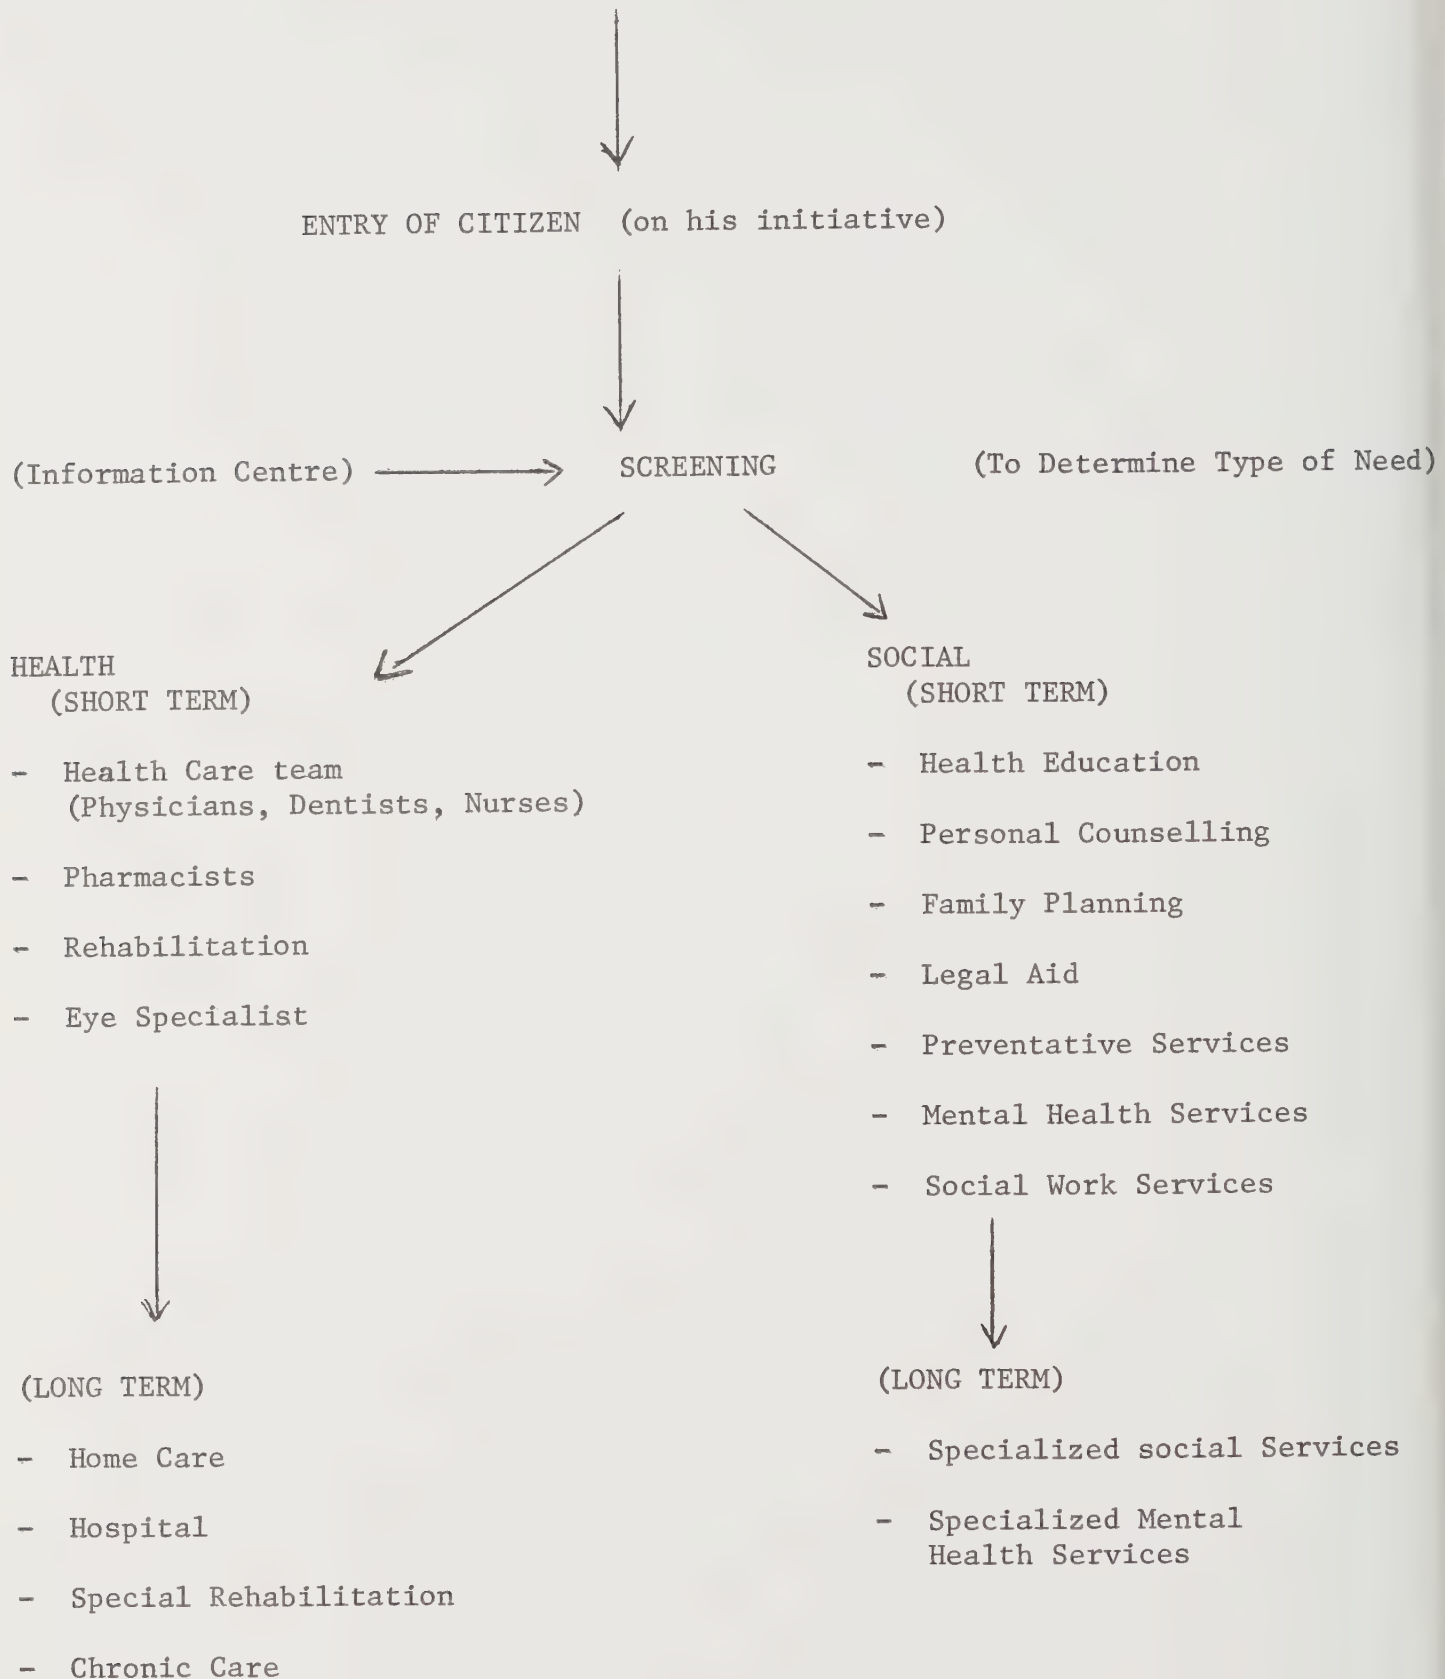 ENTRY OF CITIZEN (on his initiative)
(Information Centre) SCREENING (To Determine Type of Need)
HEALTH
(SHORT TERM)
- Health Care team
(Physicians, Dentists, Nurses)
- Pharmacists
- Rehabilitation
- Eye Specialist
(LONG TERM)
- Home Care
- Hospital
- Special Rehabilitation
- Chronic Care
SOCIAL
(SHORT TERM)
- Health Education
- Personal Counselling
- Family Planning
- Legal Aid
- Preventative Services
- Mental Health Services
- Social Work Services
(LONG TERM)
- Specialized social Services
- Specialized Mental
Health Services